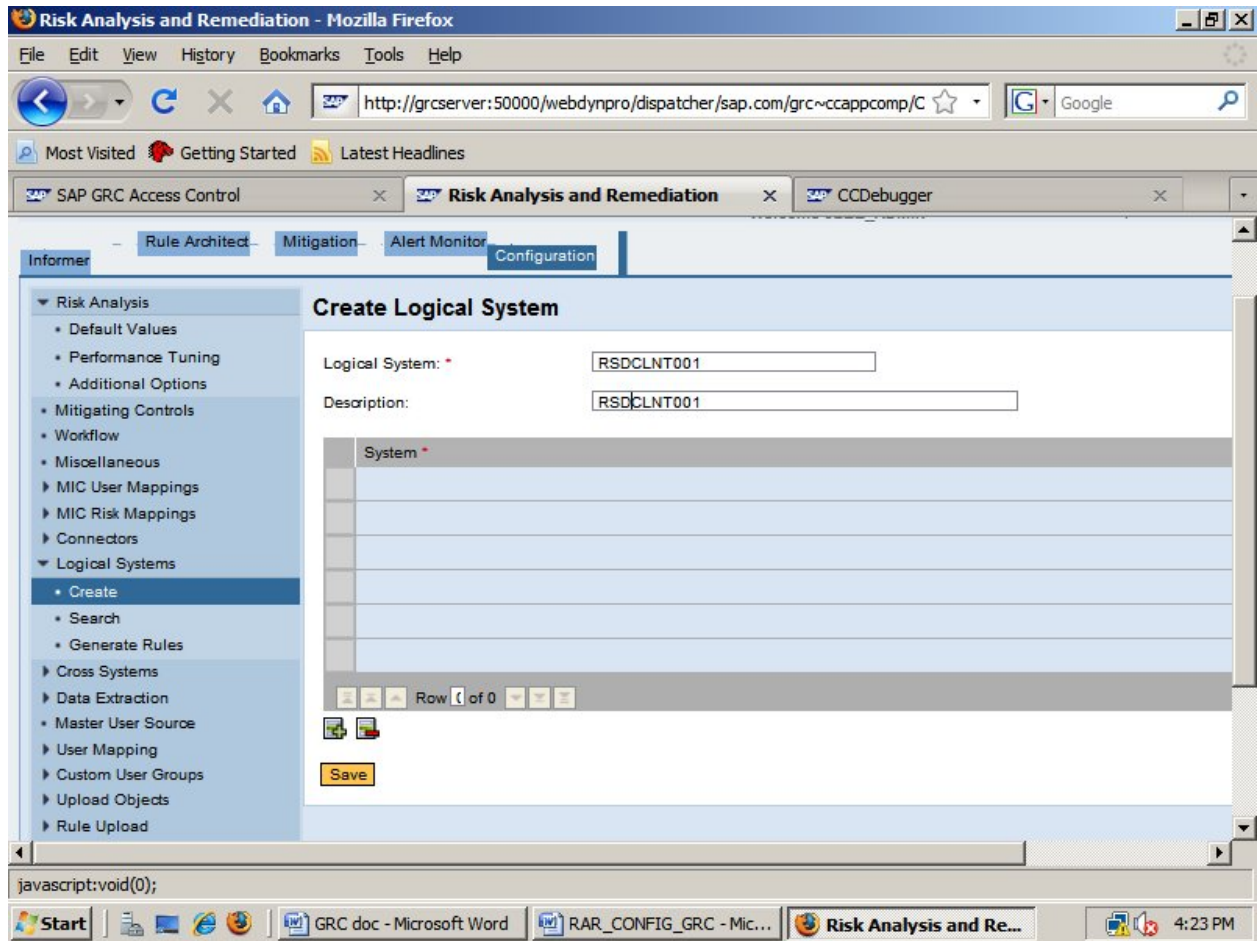 Risk Analysis and Remediation - Mozilla Firefox
File Edit View History Bookmarks Tools Help
SAP http://grcserver:50000/webdynpro/dispatcher/sap.com/grc~ccappcomp/C G Google
Most Visited Getting Started Latest Headlines
SAP SAP GRC Access Control SAP Risk Analysis and Remediation SAP CCDebugger
Informer Rule Architect Mitigation Alert Monitor Configuration
Risk Analysis
Default Values
Performance Tuning
Additional Options
Mitigating Controls
Workflow
Miscellaneous
MIC User Mappings
MIC Risk Mappings
Connectors
Logical Systems
Create
Search
Generate Rules
Cross Systems
Data Extraction
Master User Source
User Mapping
Custom User Groups
Upload Objects
Rule Upload
Create Logical System
Logical System: * RSDCLNT001
Description: RSDCLNT001
System *
Row of 0
Save
javascript:void(0);
Start GRC doc - Microsoft Word RAR_CONFIG_GRC - Mic... Risk Analysis and Re... 4:23 PM